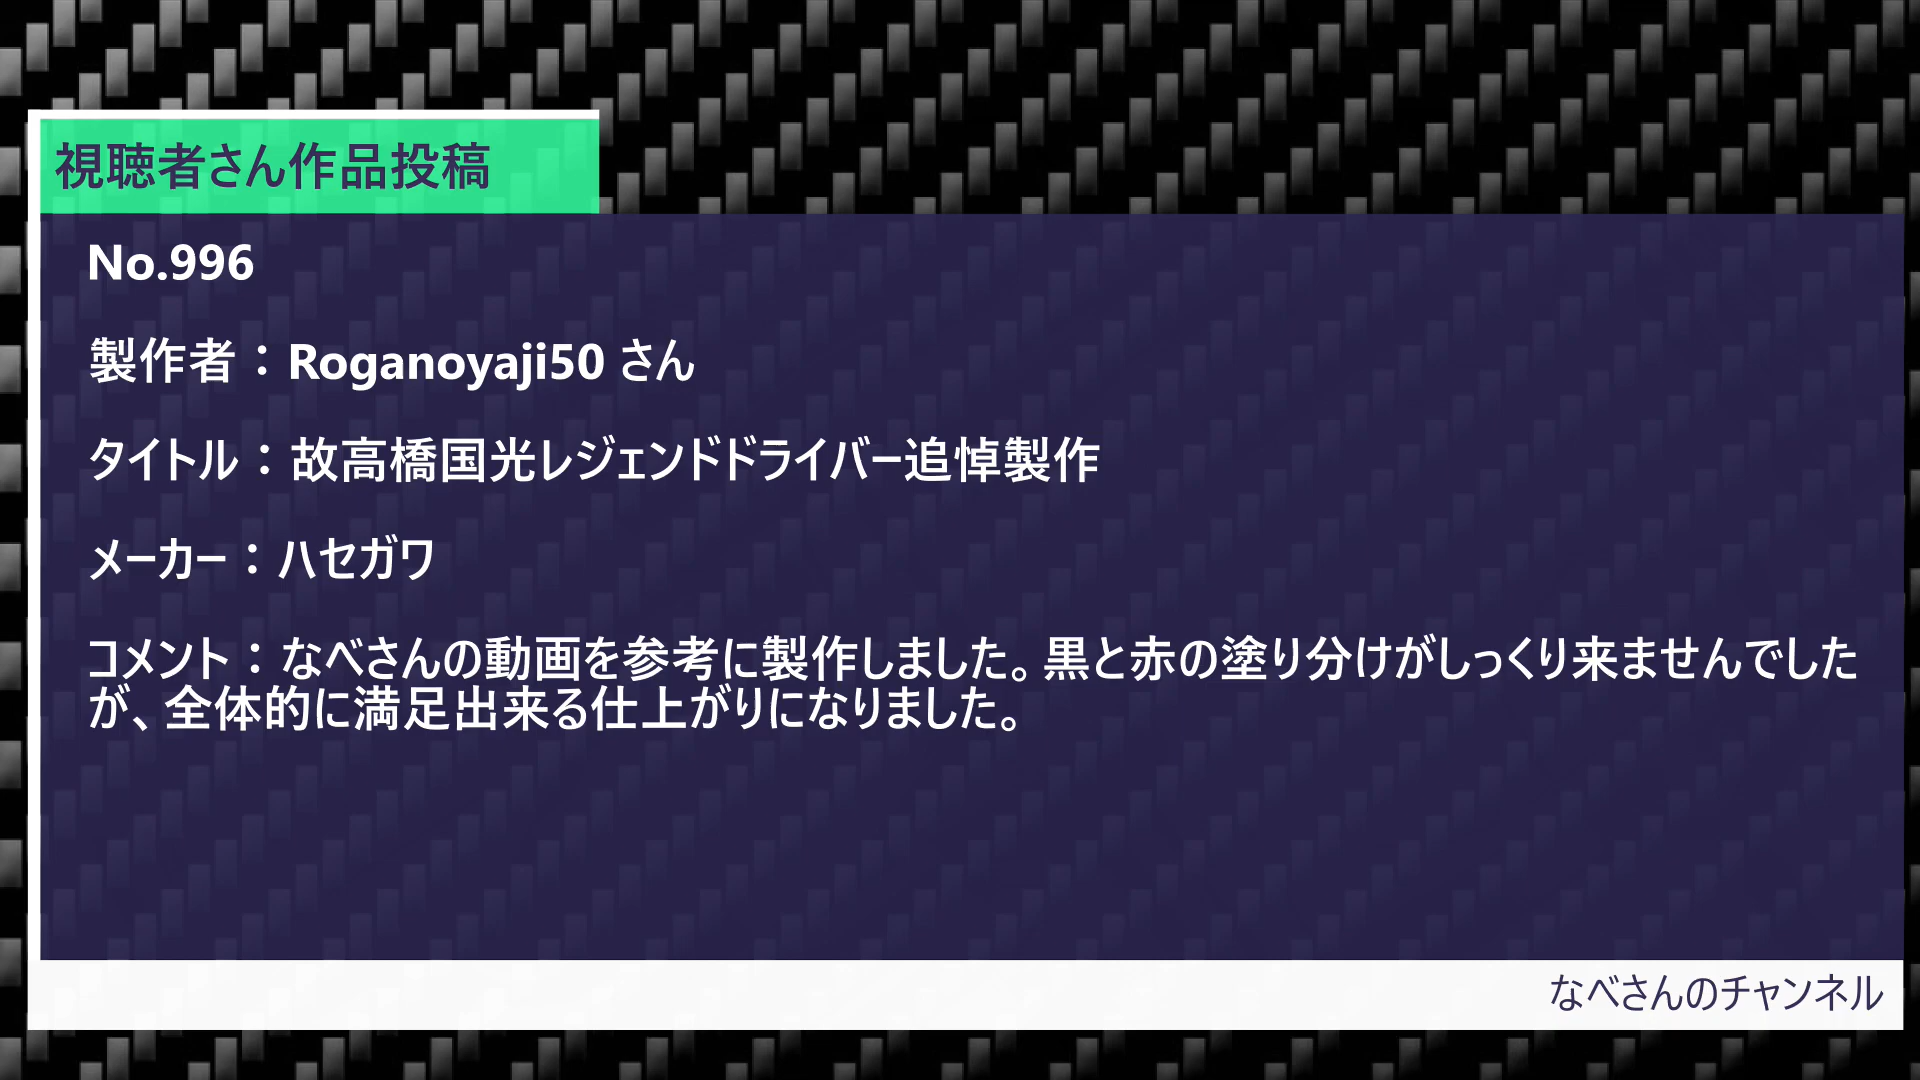 視聴者さん作品投稿
No.996
製作者：Roganoyaji50 さん
タイトル：故高橋国光レジェンドドライバー追悼製作
メーカー：ハセガワ
コメント：なべさんの動画を参考に製作しました。黒と赤の塗り分けがしっくり来ませんでした
が、全体的に満足出来る仕上がりになりました。
なべさんのチャンネル